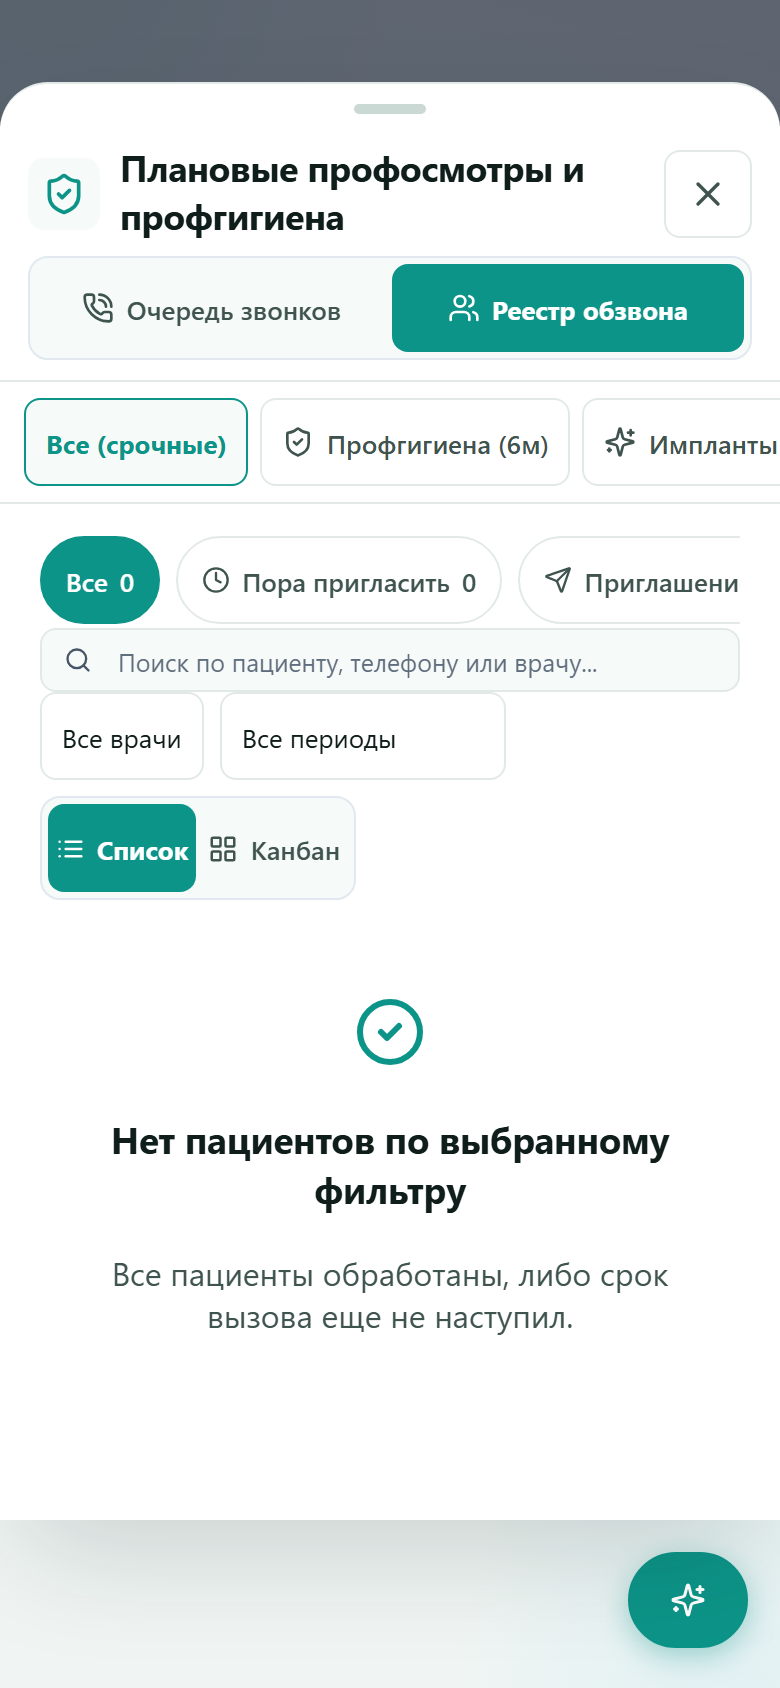 Плановые профосмотры и
профгигиена
Очередь звонков
Реестр обзвона
Все (срочные)
Профгигиена (6м)
Импланты
Все 0
Пора пригласить 0
Приглашени
Поиск по пациенту, телефону или врачу...
Все врачи
Все периоды
Список
Канбан
Нет пациентов по выбранному
фильтру
Все пациенты обработаны, либо срок
вызова еще не наступил.